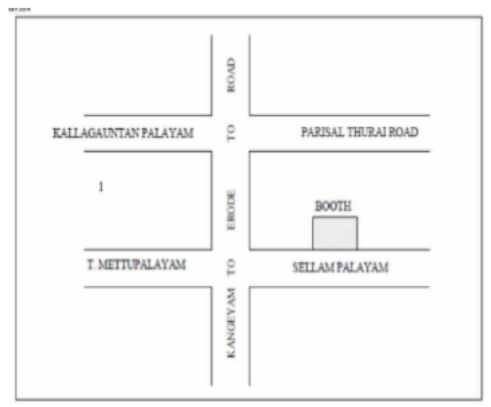 KALLAGAUNTAN PALAYAM
PARISAL THURAI ROAD
1
BOOTH
T. METTUPALAYAM
SELLAM PALAYAM
KANGEYAM TO ERODE TO ROAD